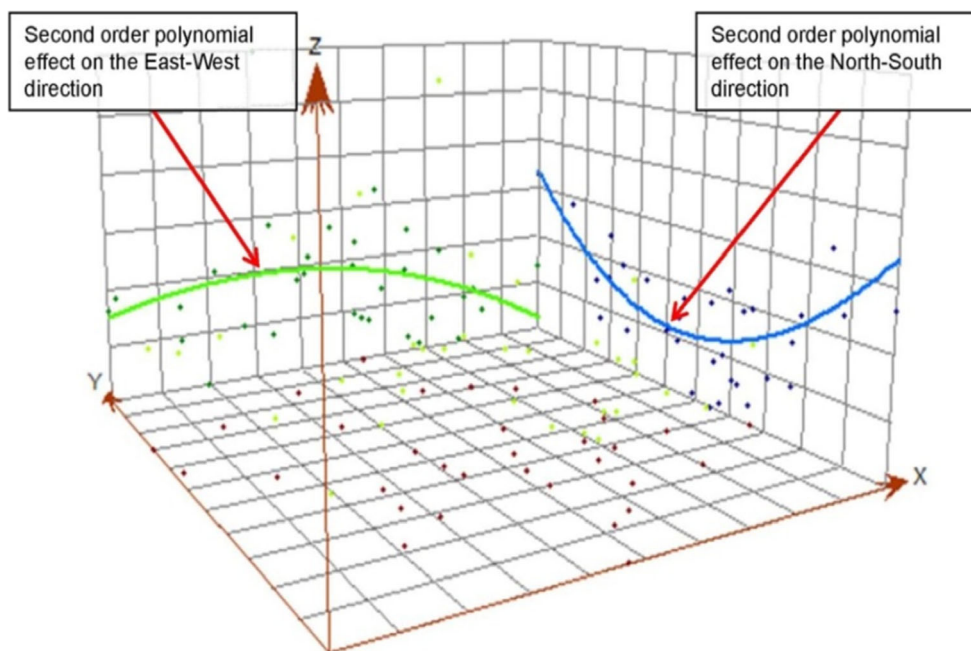 Second order polynomial
effect on the East-West
direction
Second order polynomial
effect on the North-South
direction
Z
Y
X